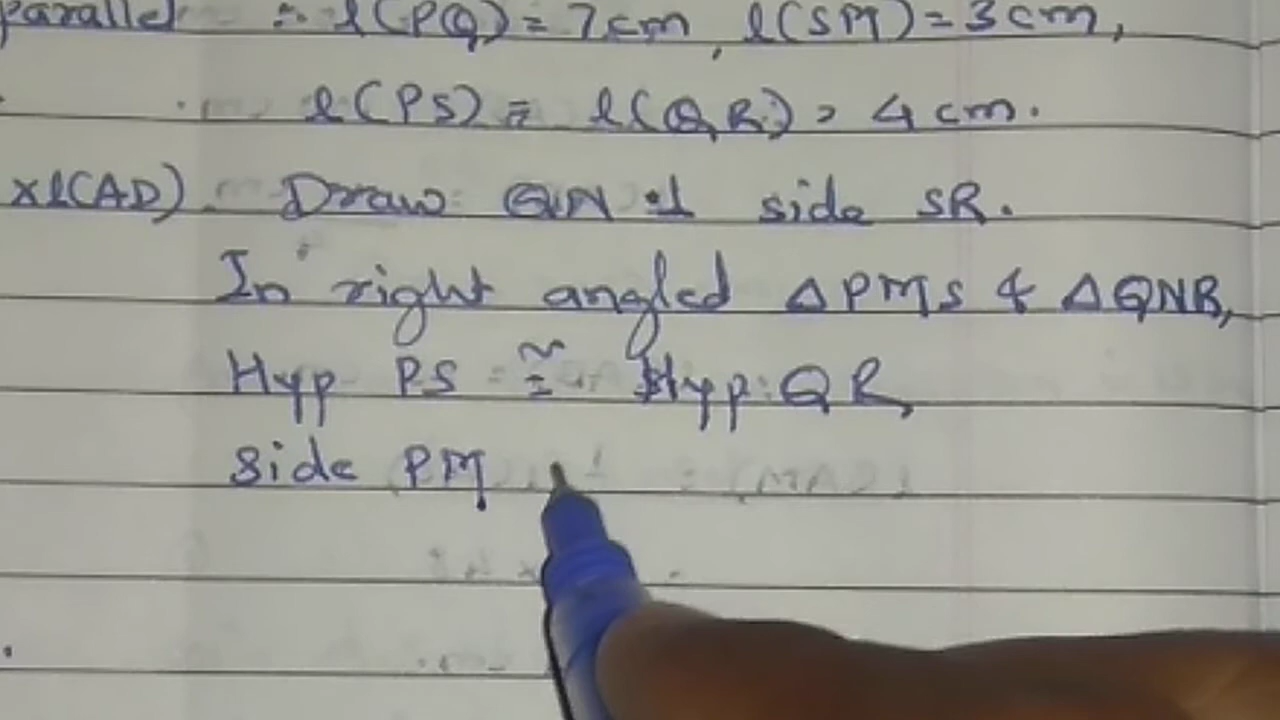 parallel ∴ l(PQ) = 7cm, l(SM) = 3cm,
l(PS) = l(QR) = 4cm.
xl(AD). Draw QN ⊥ side SR.
In right angled △PMS & △QNR,
Hyp PS ≅ Hyp QR,
side PM